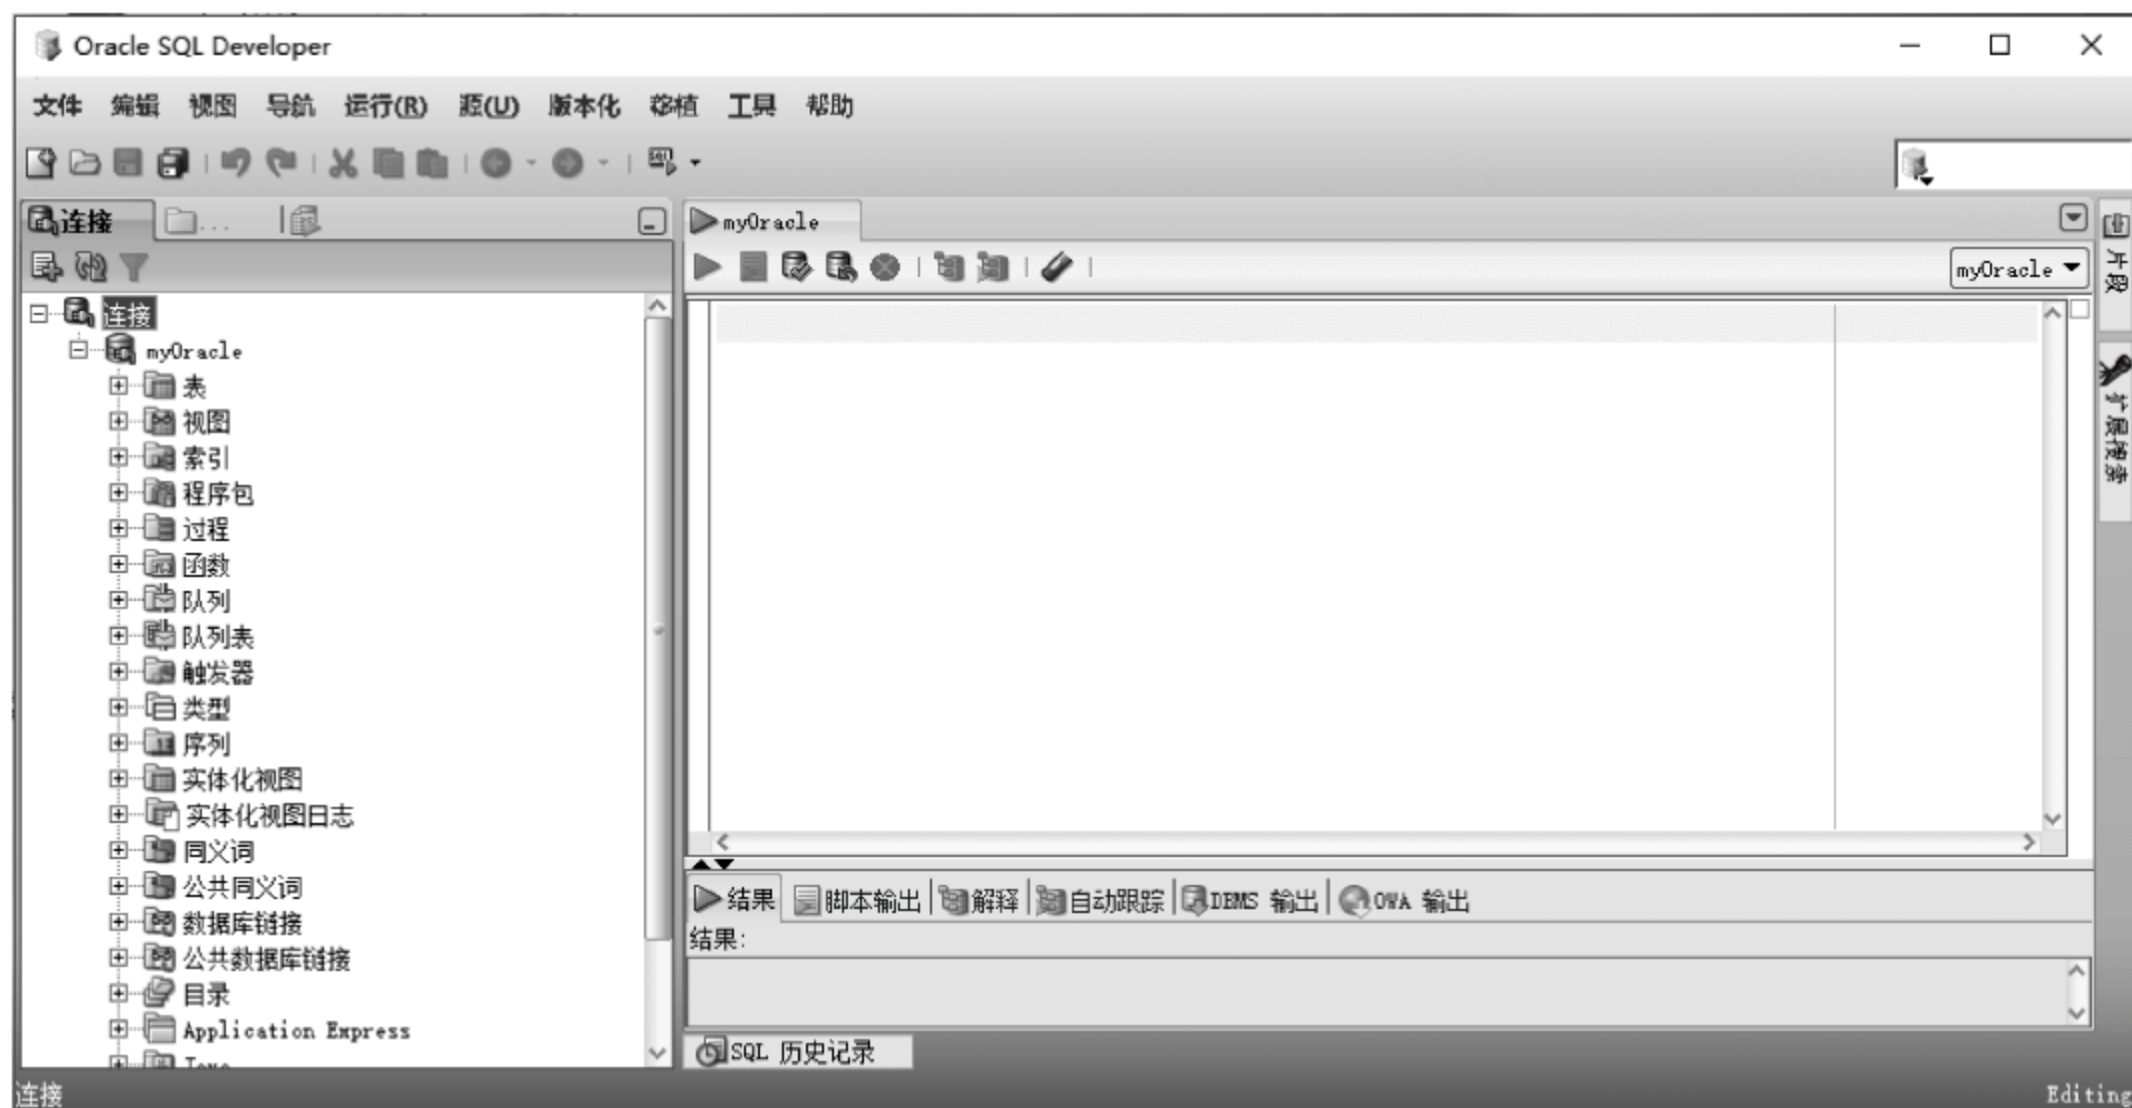 Oracle SQL Developer
文件 编辑 视图 导航 运行(R) 源(U) 版本化 移植 工具 帮助
连接 ...
myOracle
myOracle
连接
myOracle
表
视图
索引
程序包
过程
函数
队列
队列表
触发器
类型
序列
实体化视图
实体化视图日志
同义词
公共同义词
数据库链接
公共数据库链接
目录
Application Express
片段
扩展搜索
结果 脚本输出 解释 自动跟踪 DBMS 输出 OWA 输出
结果:
SQL 历史记录
连接
Editing